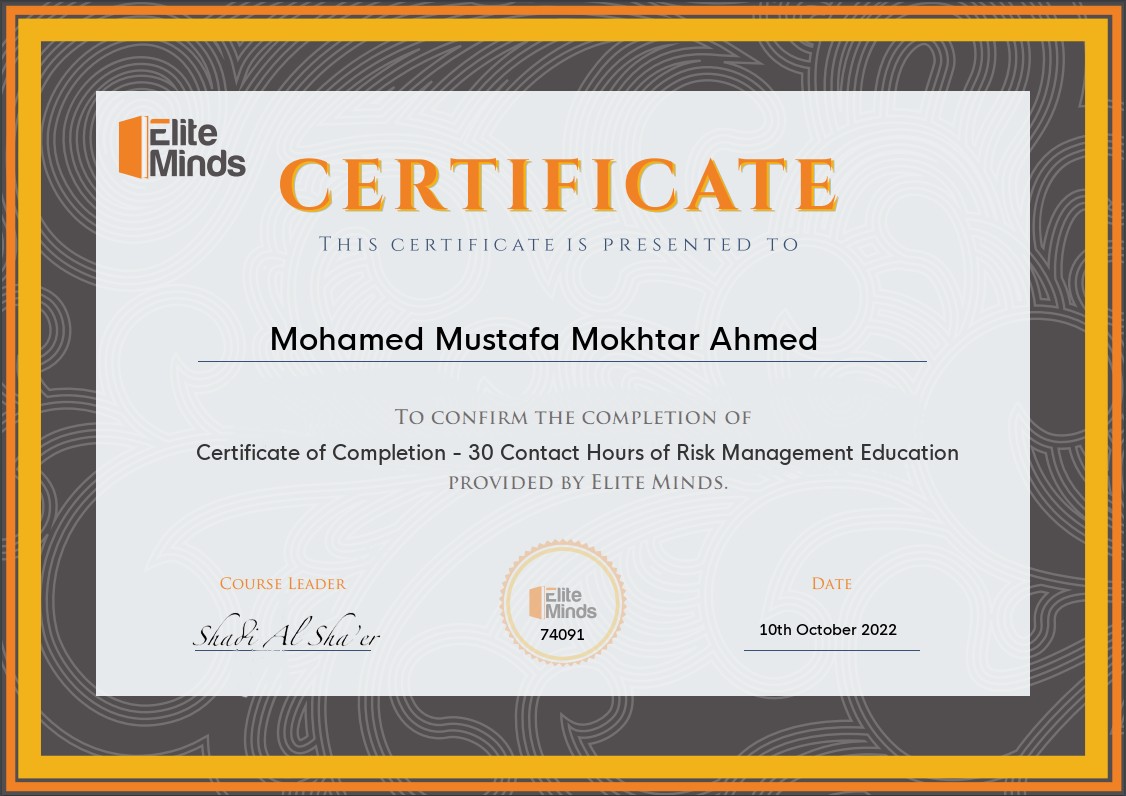 Elite
Minds
CERTIFICATE
THIS CERTIFICATE IS PRESENTED TO
Mohamed Mustafa Mokhtar Ahmed
TO CONFIRM THE COMPLETION OF
Certificate of Completion - 30 Contact Hours of Risk Management Education
PROVIDED BY ELITE MINDS.
COURSE LEADER
Shadi Al Sha'er
Elite
Minds
74091
DATE
10th October 2022